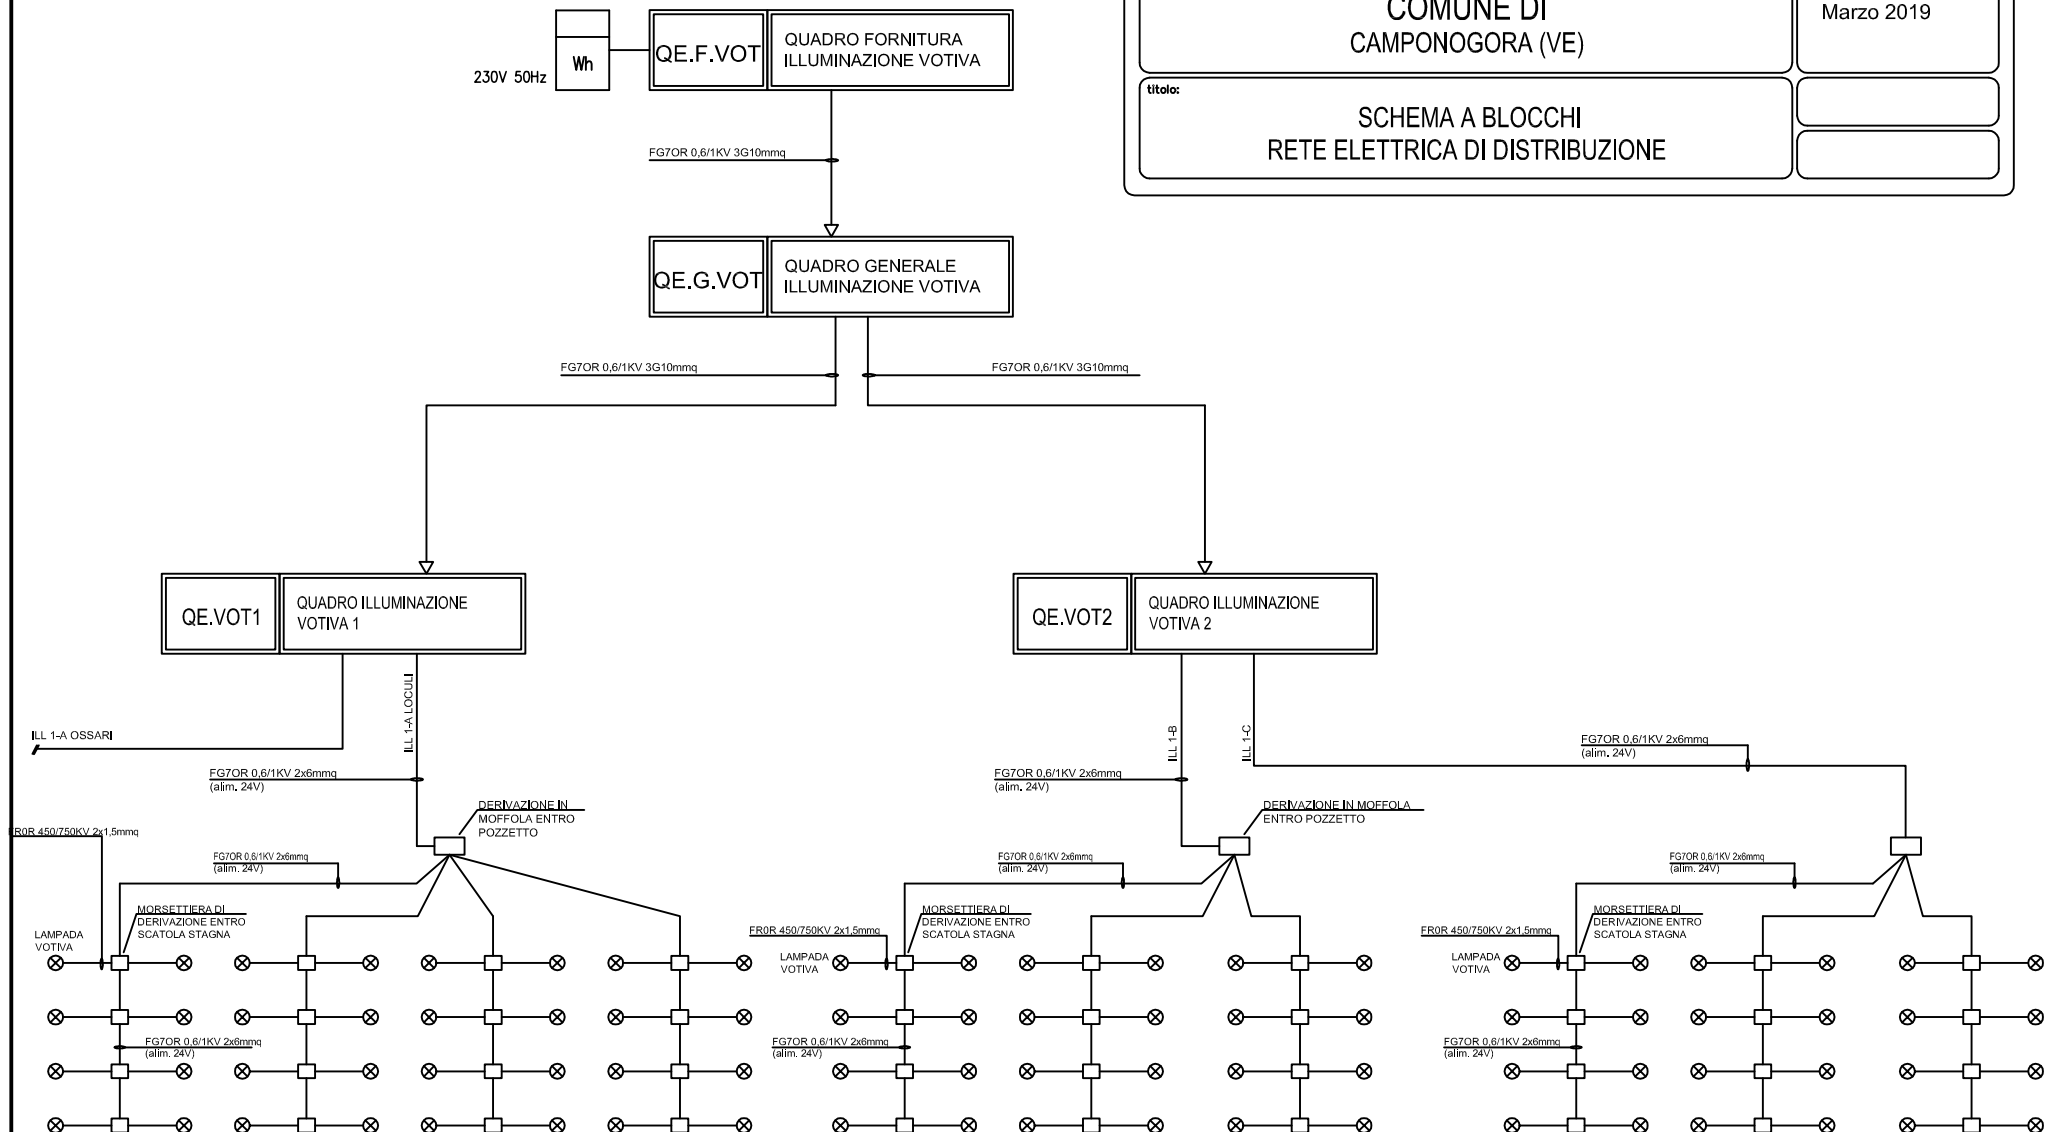 COMUNE DI
CAMPONOGORA (VE)
Marzo 2019
titolo:
SCHEMA A BLOCCHI
RETE ELETTRICA DI DISTRIBUZIONE
230V 50Hz
Wh
QE.F.VOT
QUADRO FORNITURA
ILLUMINAZIONE VOTIVA
FG7OR 0,6/1KV 3G10mmq
QE.G.VOT
QUADRO GENERALE
ILLUMINAZIONE VOTIVA
FG7OR 0,6/1KV 3G10mmq
FG7OR 0,6/1KV 3G10mmq
QE.VOT1
QUADRO ILLUMINAZIONE
VOTIVA 1
QE.VOT2
QUADRO ILLUMINAZIONE
VOTIVA 2
ILL 1-A OSSARI
ILL 1-A LOCULI
ILL 1-B
ILL 1-C
FG7OR 0,6/1KV 2x6mmq
(alim. 24V)
FG7OR 0,6/1KV 2x6mmq
(alim. 24V)
FG7OR 0,6/1KV 2x6mmq
(alim. 24V)
DERIVAZIONE IN
MOFFOLA ENTRO
POZZETTO
DERIVAZIONE IN MOFFOLA
ENTRO POZZETTO
FR0R 450/750KV 2x1,5mmq
FG7OR 0,6/1KV 2x6mmq
(alim. 24V)
FG7OR 0,6/1KV 2x6mmq
(alim. 24V)
FG7OR 0,6/1KV 2x6mmq
(alim. 24V)
MORSETTIERA DI
DERIVAZIONE ENTRO
SCATOLA STAGNA
LAMPADA
VOTIVA
MORSETTIERA DI
DERIVAZIONE ENTRO
SCATOLA STAGNA
FR0R 450/750KV 2x1,5mmq
LAMPADA
VOTIVA
MORSETTIERA DI
DERIVAZIONE ENTRO
SCATOLA STAGNA
FR0R 450/750KV 2x1,5mmq
LAMPADA
VOTIVA
FG7OR 0,6/1KV 2x6mmq
(alim. 24V)
FG7OR 0,6/1KV 2x6mmq
(alim. 24V)
FG7OR 0,6/1KV 2x6mmq
(alim. 24V)